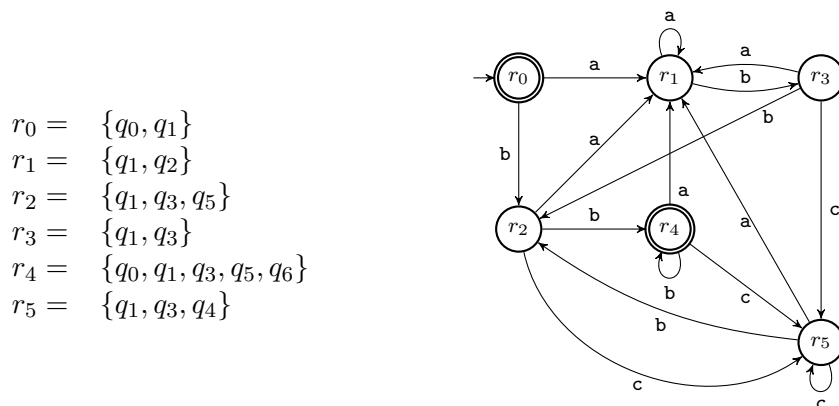 r₀ = {q₀, q₁}
r₁ = {q₁, q₂}
r₂ = {q₁, q₃, q₅}
r₃ = {q₁, q₃}
r₄ = {q₀, q₁, q₃, q₅, q₆}
r₅ = {q₁, q₃, q₄}
a
a
r₀ a r₁ b r₃
b a b
c
r₂ b r₄ a a
b c
b
r₅
c
c